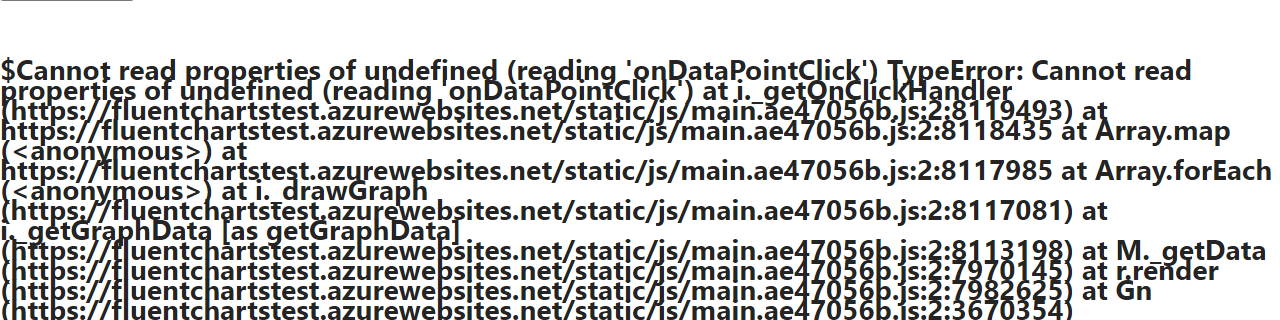 $Cannot read properties of undefined (reading 'onDataPointClick') TypeError: Cannot read
properties of undefined (reading 'onDataPointClick') at i._getOnClickHandler
(https://fluentchartstest.azurewebsites.net/static/js/main.ae47056b.js:2:8119493) at
https://fluentchartstest.azurewebsites.net/static/js/main.ae47056b.js:2:8118435 at Array.map
(<anonymous>) at
https://fluentchartstest.azurewebsites.net/static/js/main.ae47056b.js:2:8117985 at Array.forEach
(<anonymous>) at i._drawGraph
(https://fluentchartstest.azurewebsites.net/static/js/main.ae47056b.js:2:8117081) at
i._getGraphData [as getGraphData]
(https://fluentchartstest.azurewebsites.net/static/js/main.ae47056b.js:2:8113198) at M._getData
(https://fluentchartstest.azurewebsites.net/static/js/main.ae47056b.js:2:7970145) at r.render
(https://fluentchartstest.azurewebsites.net/static/js/main.ae47056b.js:2:7982625) at Gn
(https://fluentchartstest.azurewebsites.net/static/js/main.ae47056b.js:2:3670354)